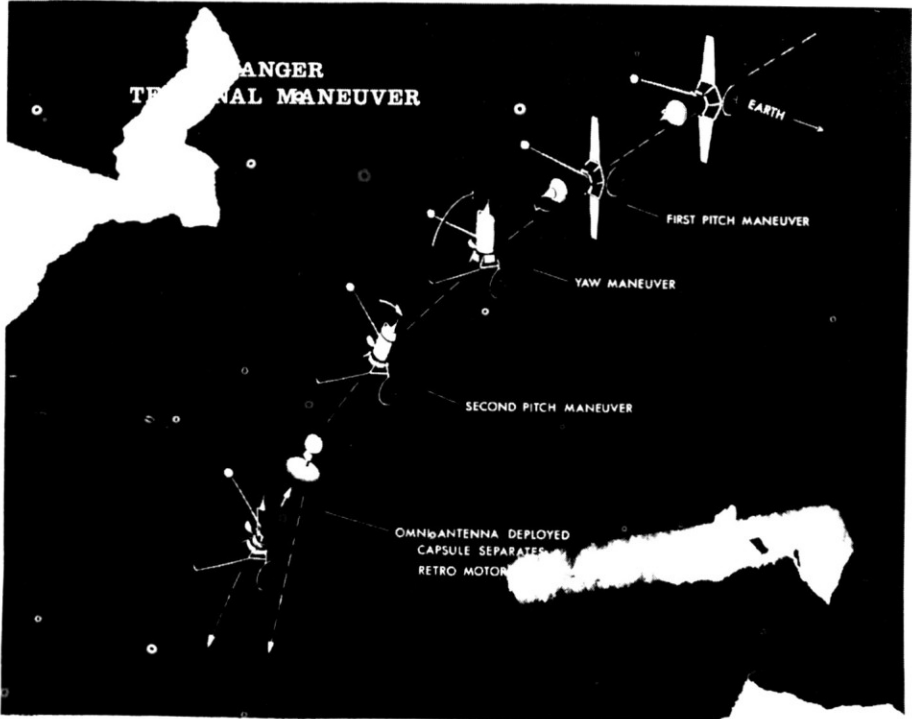 ANGER
NAL MANEUVER
EARTH
FIRST PITCH MANEUVER
YAW MANEUVER
SECOND PITCH MANEUVER
OMNI ANTENNA DEPLOYED
CAPSULE SEPARATES
RETRO MOTOR